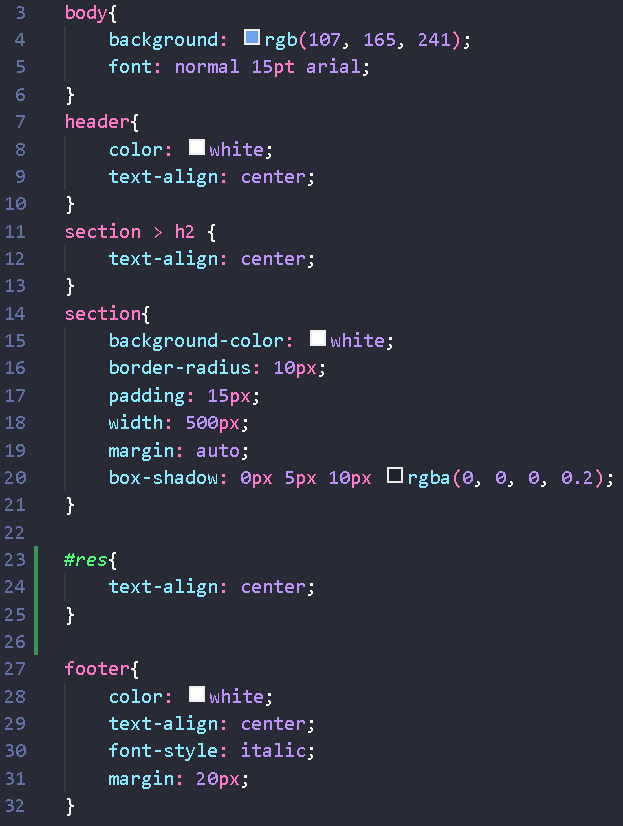 3 body{
4 background: rgb(107, 165, 241);
5 font: normal 15pt arial;
6 }
7 header{
8 color: white;
9 text-align: center;
10 }
11 section > h2 {
12 text-align: center;
13 }
14 section{
15 background-color: white;
16 border-radius: 10px;
17 padding: 15px;
18 width: 500px;
19 margin: auto;
20 box-shadow: 0px 5px 10px rgba(0, 0, 0, 0.2);
21 }
22
23 #res{
24 text-align: center;
25 }
26
27 footer{
28 color: white;
29 text-align: center;
30 font-style: italic;
31 margin: 20px;
32 }